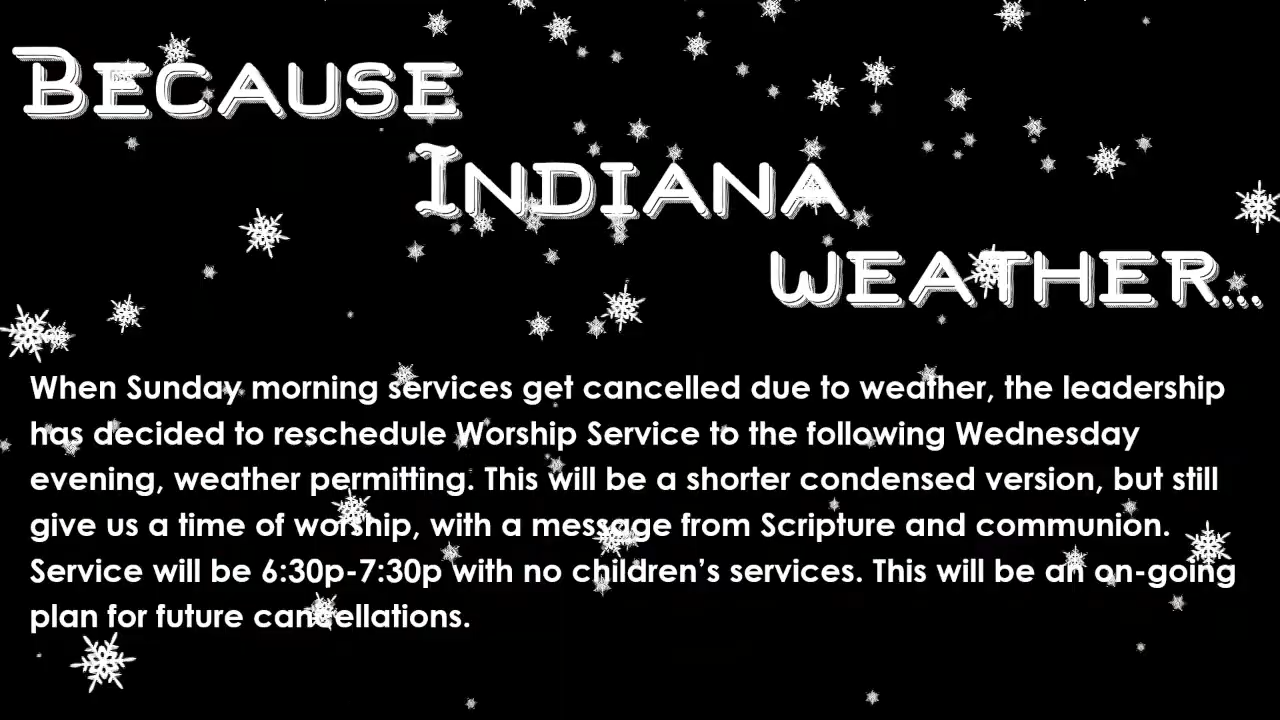 Because
Indiana
weather...
When Sunday morning services get cancelled due to weather, the leadership
has decided to reschedule Worship Service to the following Wednesday
evening, weather permitting. This will be a shorter condensed version, but still
give us a time of worship, with a message from Scripture and communion.
Service will be 6:30p-7:30p with no children’s services. This will be an on-going
plan for future cancellations.